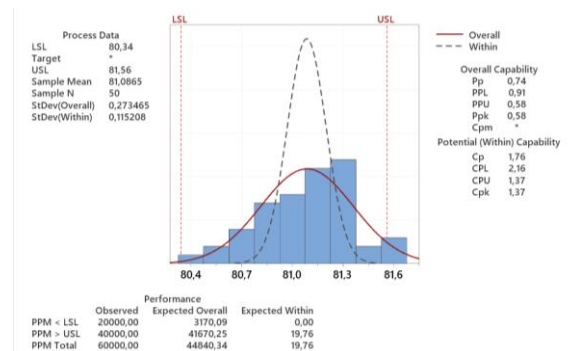 LSL
USL
Process Data
LSL 80,34
Target *
USL 81,56
Sample Mean 81,0865
Sample N 50
StDev(Overall) 0,273465
StDev(Within) 0,115208
Overall
Within
Overall Capability
Pp 0,74
PPL 0,91
PPU 0,58
Ppk 0,58
Cpm *
Potential (Within) Capability
Cp 1,76
CPL 2,16
CPU 1,37
Cpk 1,37
80,4 80,7 81,0 81,3 81,6
Performance
Observed Expected Overall Expected Within
PPM < LSL 20000,00 3170,09 0,00
PPM > USL 40000,00 41670,25 19,76
PPM Total 60000,00 44840,34 19,76